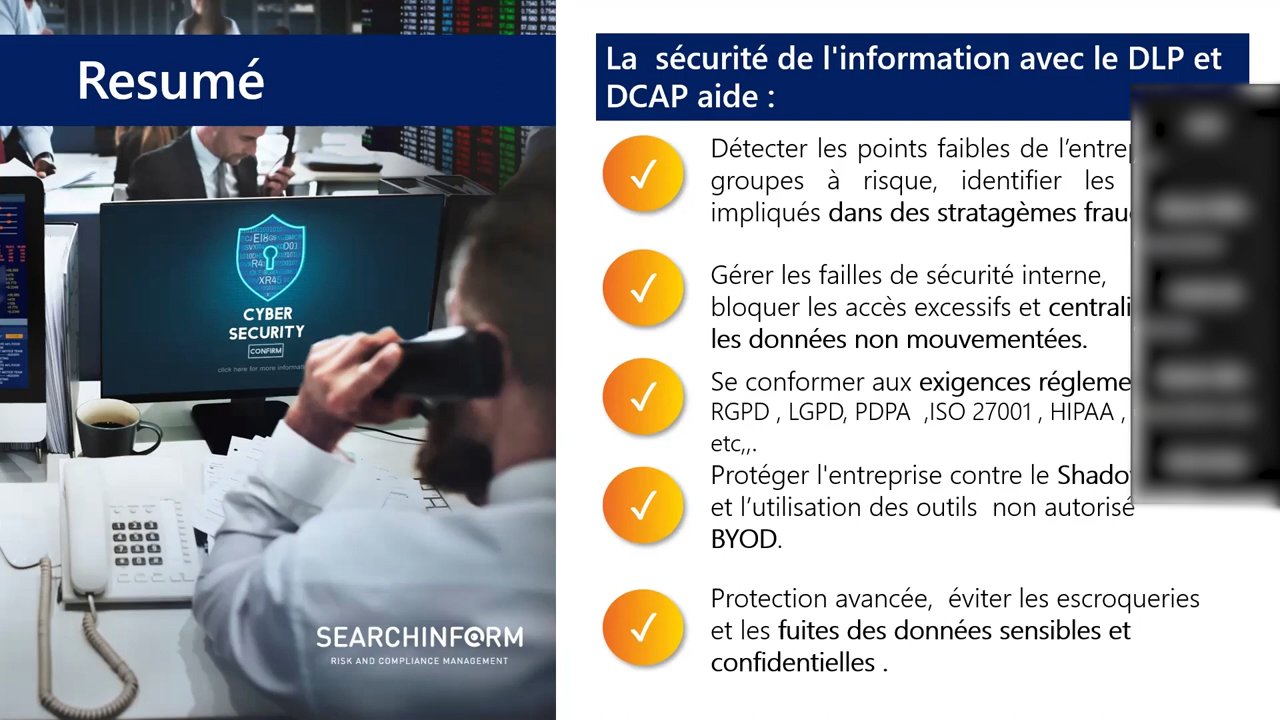 Resumé
CYBER
SECURITY
CONFIRM
SEARCHINF@RM
RISK AND COMPLIANCE MANAGEMENT
La sécurité de l'information avec le DLP et
DCAP aide :
✓ Détecter les points faibles de l’entrep
groupes à risque, identifier les
impliqués dans des stratagèmes frau
✓ Gérer les failles de sécurité interne,
bloquer les accès excessifs et centrali
les données non mouvementées.
✓ Se conformer aux exigences régleme
RGPD , LGPD, PDPA ,ISO 27001 , HIPAA ,
etc,,.
✓ Protéger l'entreprise contre le Shado
et l’utilisation des outils non autorisé
BYOD.
✓ Protection avancée, éviter les escroqueries
et les fuites des données sensibles et
confidentielles .